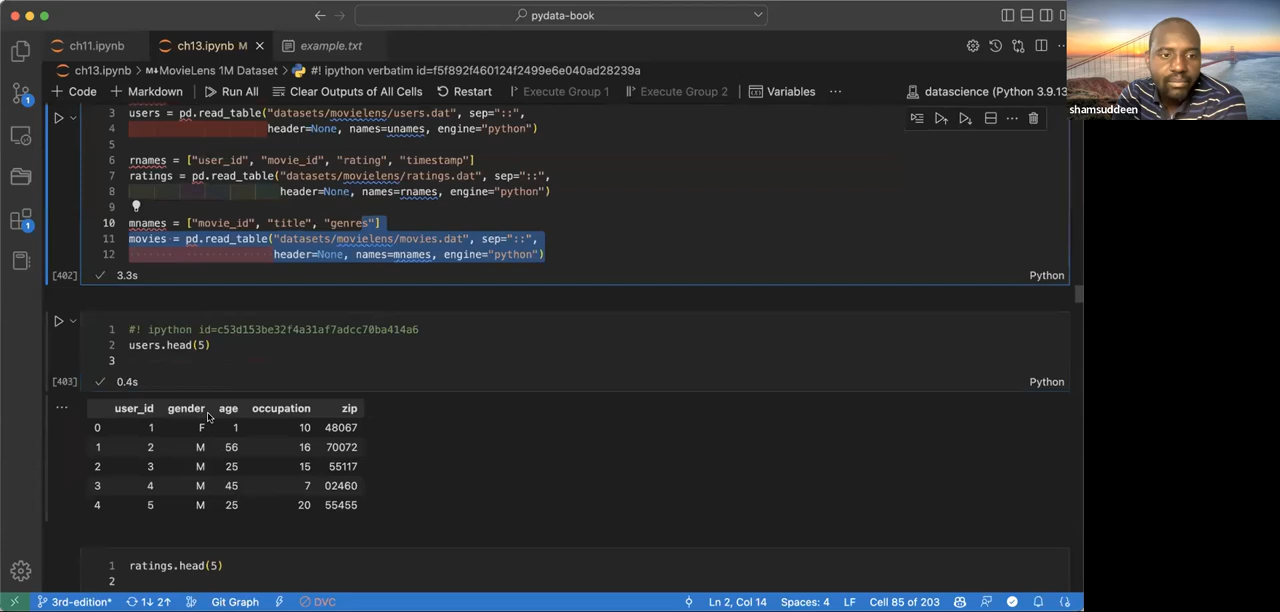 pydata-book
ch11.ipynb
ch13.ipynb M
example.txt
ch13.ipynb > M↓MovieLens 1M Dataset > #! ipython verbatim id=f5f892f460124f2499e6e040ad28239a
+ Code + Markdown Run All Clear Outputs of All Cells Restart Execute Group 1 Execute Group 2 Variables ... datascience (Python 3.9.13
shamsuddeen
3 users = pd.read_table("datasets/movielens/users.dat", sep="::",
4 header=None, names=unames, engine="python")
5
6 rnames = ["user_id", "movie_id", "rating", "timestamp"]
7 ratings = pd.read_table("datasets/movielens/ratings.dat", sep="::",
8 header=None, names=rnames, engine="python")
9
10 mnames = ["movie_id", "title", "genres"]
11 movies = pd.read_table("datasets/movielens/movies.dat", sep="::",
12 header=None, names=mnames, engine="python")
[402] 3.3s Python
1 #! ipython id=c53d153be32f4a31af7adcc70ba414a6
2 users.head(5)
3
[403] 0.4s Python
... user_id gender age occupation zip
0 1 F 1 10 48067
1 2 M 56 16 70072
2 3 M 25 15 55117
3 4 M 45 7 02460
4 5 M 25 20 55455
1 ratings.head(5)
2
3rd-edition* 1↓ 2↑ Git Graph DVC Ln 2, Col 14 Spaces: 4 LF Cell 85 of 203